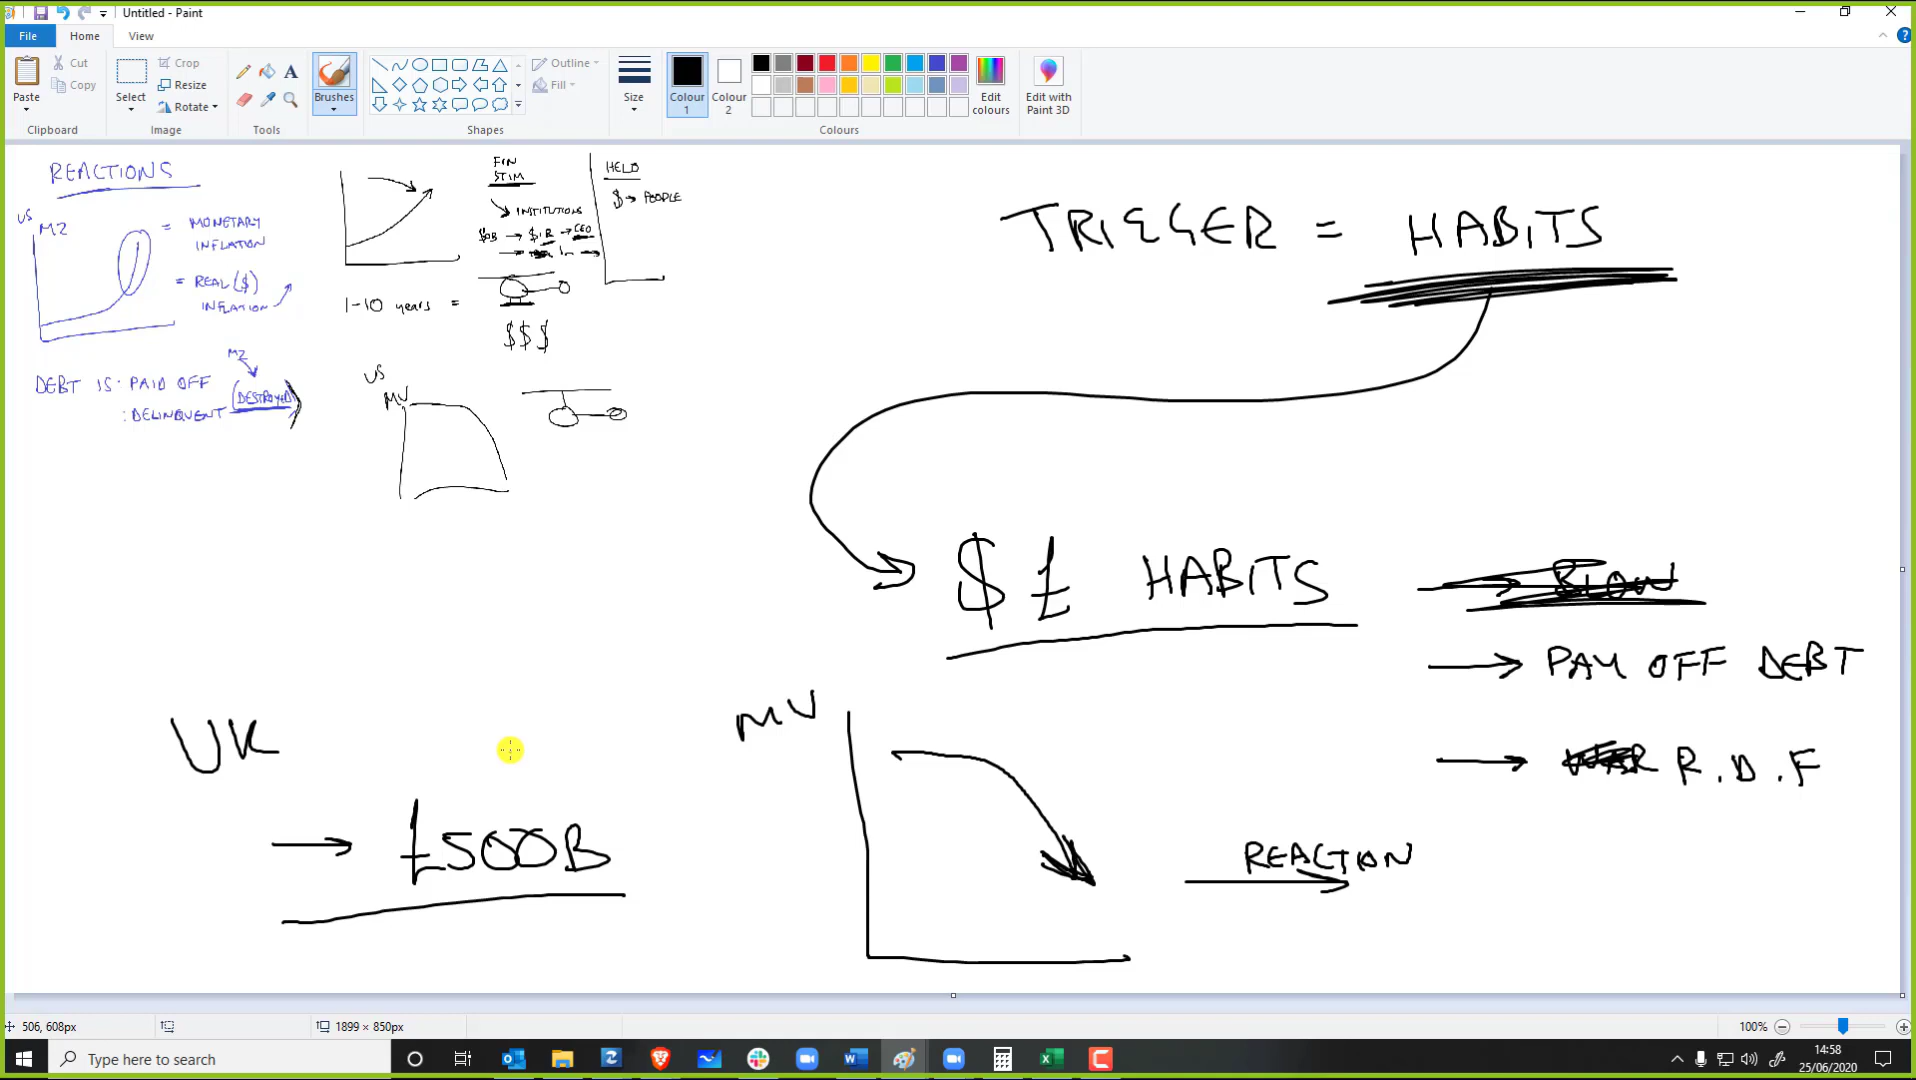 Untitled - Paint
File
Home
View
Paste
Cut
Copy
Clipboard
Select
Crop
Resize
Rotate
Image
Tools
Brushes
Shapes
Outline
Fill
Size
Colour 1
Colour 2
Colours
Edit colours
Edit with Paint 3D
REACTIONS
US
M2
= MONETARY
INFLATION
= REAL ($)
INFLATION
M2
DEBT IS: PAID OFF
: DELINQUENT
(DESTROYED)
FIN
STIM
INSTITUTIONS
CEO
HELD
$ → PEOPLE
1-10 years =
$$$
US
MV
TRIGGER = HABITS
$ £ HABITS
BLOW
PAY OFF DEBT
R.D.F
UK
£500B
MV
REACTION
506, 608px
1899 × 850px
100%
Type here to search
14:58
25/06/2020